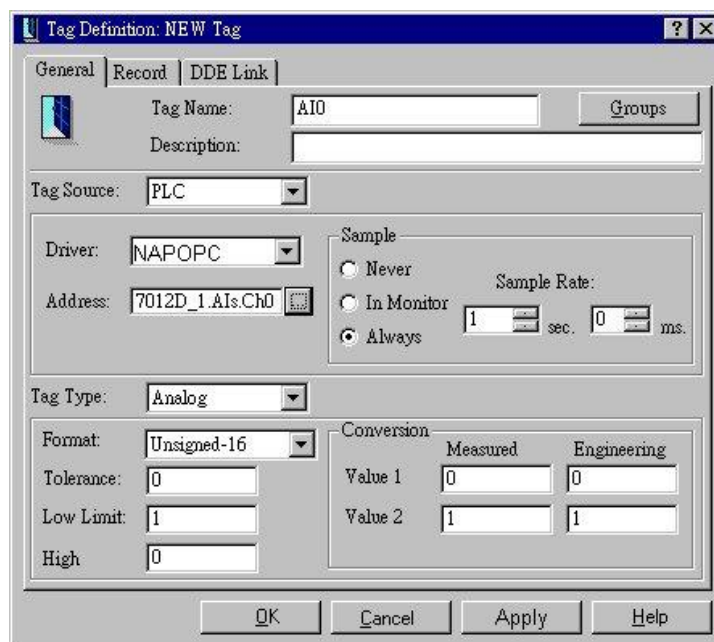 Tag Definition: NEW Tag
General Record DDE Link
Tag Name: AI0 Groups
Description:
Tag Source: PLC
Driver: NAPOPC
Address: 7012D_1.AIs.Ch0
Sample
Never
In Monitor
Always
Sample Rate:
1 sec. 0 ms.
Tag Type: Analog
Format: Unsigned-16
Tolerance: 0
Low Limit: 1
High 0
Conversion
Measured Engineering
Value 1 0 0
Value 2 1 1
OK Cancel Apply Help